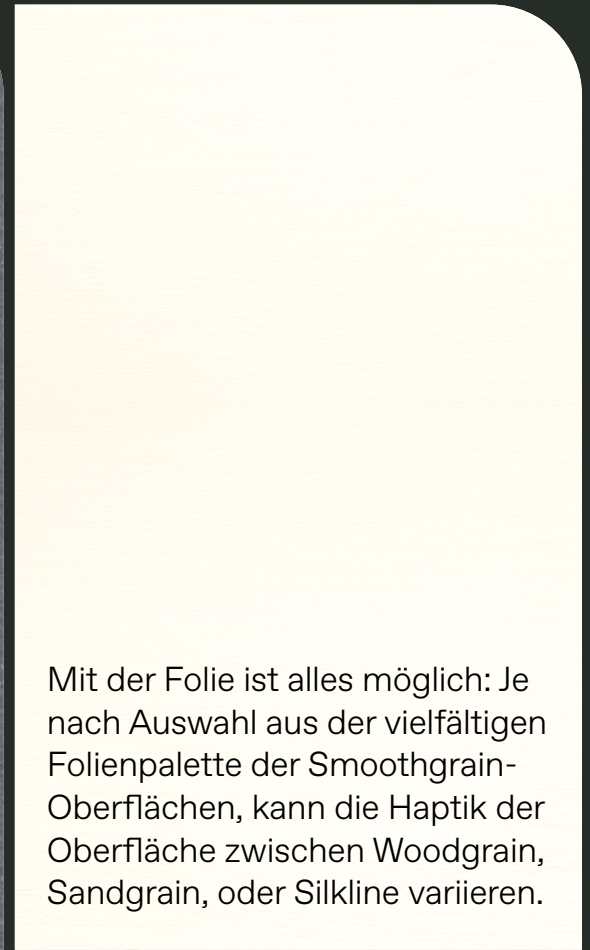 Mit der Folie ist alles möglich: Je
nach Auswahl aus der vielfältigen
Folienpalette der Smoothgrain-
Oberflächen, kann die Haptik der
Oberfläche zwischen Woodgrain,
Sandgrain, oder Silkline variieren.